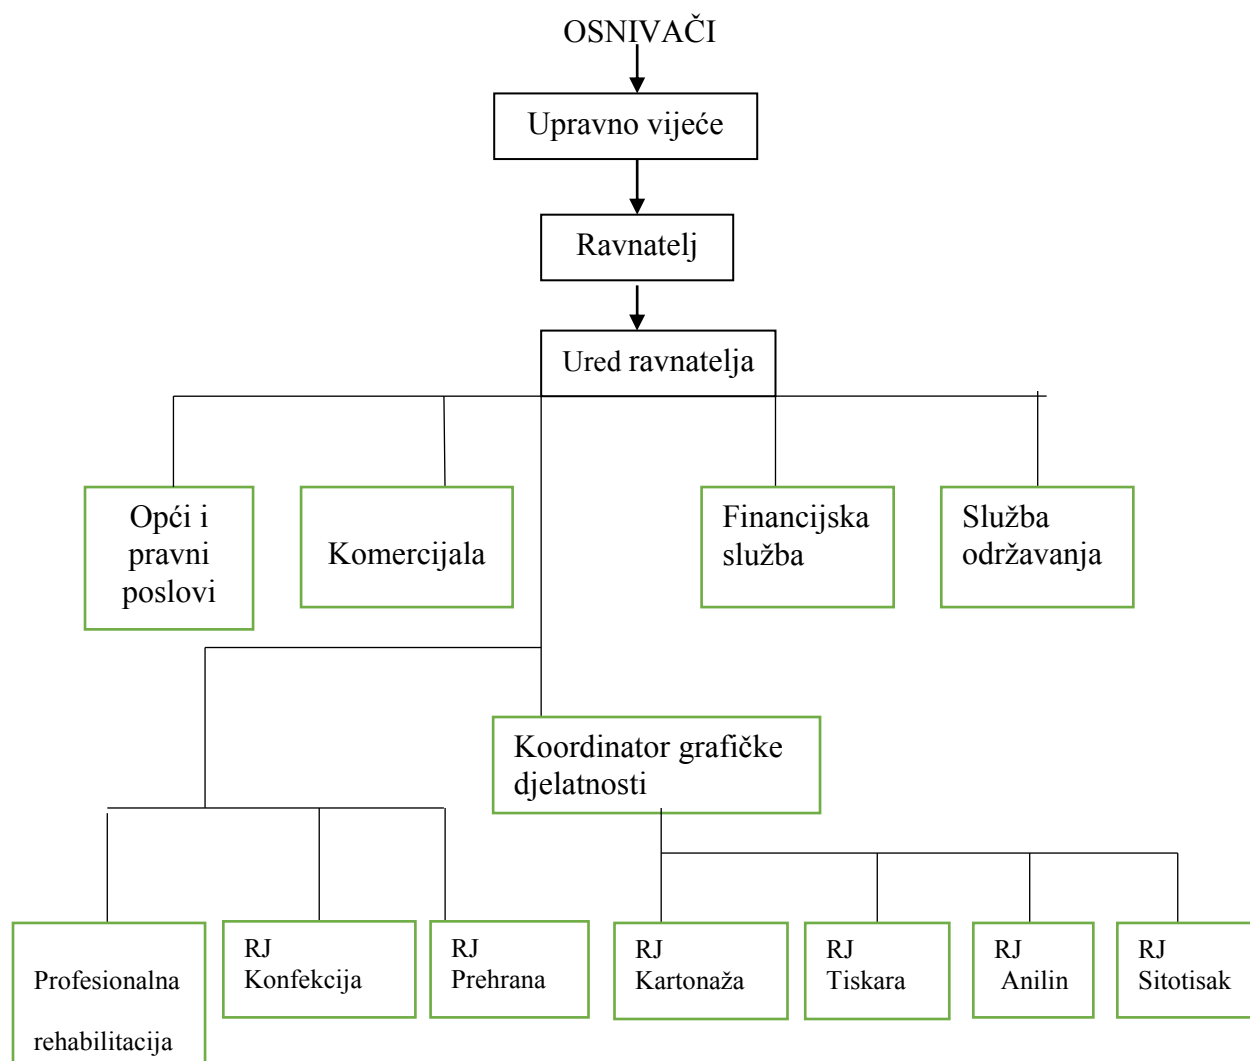 OSNIVAČI
Upravno vijeće
Ravnatelj
Ured ravnatelja
Opći i
pravni
poslovi
Komercijala
Financijska
služba
Služba
održavanja
Koordinator grafičke
djelatnosti
Profesionalna
rehabilitacija
RJ
Konfekcija
RJ
Prehrana
RJ
Kartonaža
RJ
Tiskara
RJ
Anilin
RJ
Sitotisak